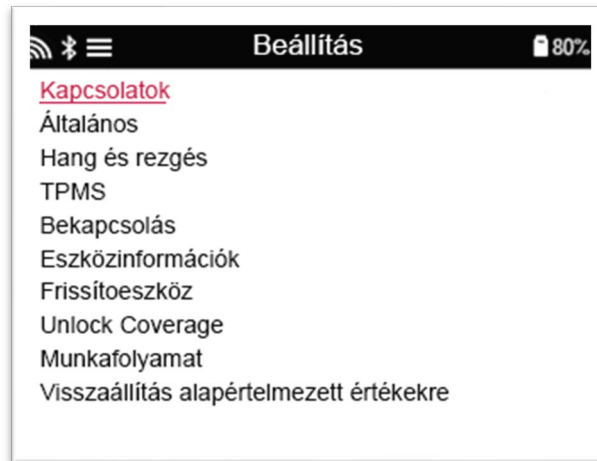 Beállítás 80%
Kapcsolatok
Általános
Hang és rezgés
TPMS
Bekapcsolás
Eszközinformációk
Frissítoeszköz
Unlock Coverage
Munkafolyamat
Visszaállítás alapértelmezett értékekre